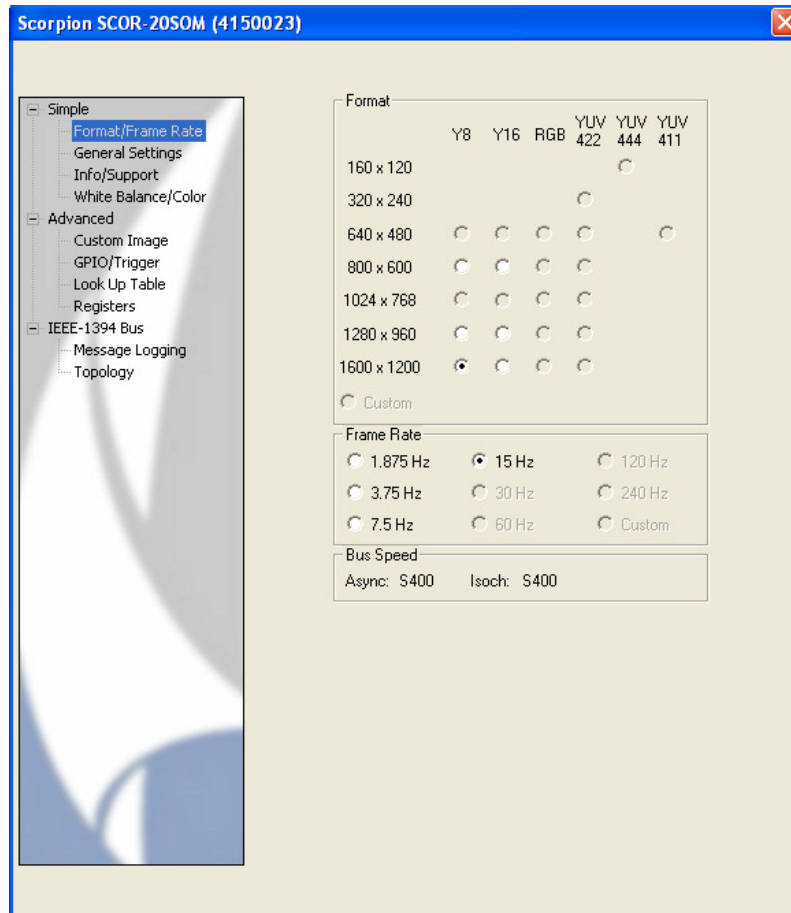 Scorpion SCOR-20SOM (4150023)
Simple
Format/Frame Rate
General Settings
Info/Support
White Balance/Color
Advanced
Custom Image
GPIO/Trigger
Look Up Table
Registers
IEEE-1394 Bus
Message Logging
Topology
Format
Y8 Y16 RGB YUV 422 YUV 444 YUV 411
160 x 120
320 x 240
640 x 480
800 x 600
1024 x 768
1280 x 960
1600 x 1200
Custom
Frame Rate
1.875 Hz 15 Hz 120 Hz
3.75 Hz 30 Hz 240 Hz
7.5 Hz 60 Hz Custom
Bus Speed
Async: S400 Isoch: S400